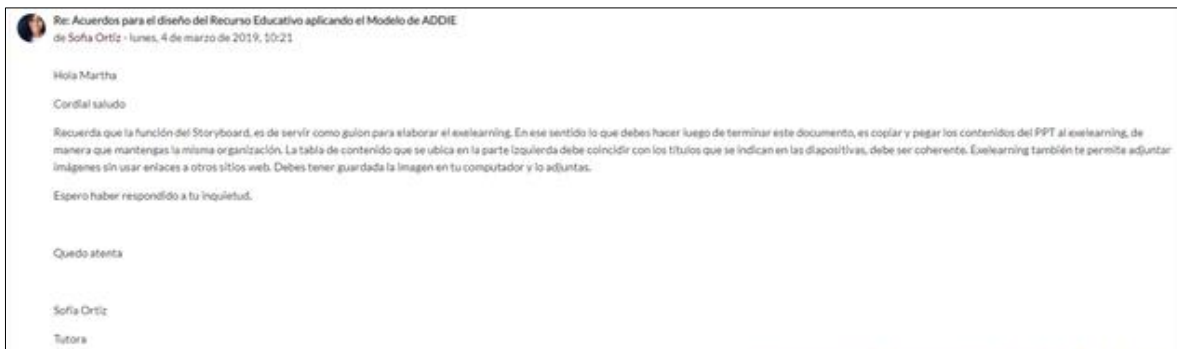 Re: Acuerdos para el diseño del Recurso Educativo aplicando el Modelo de ADDIE
de Sofia Ortiz - lunes, 4 de marzo de 2019, 10:21
Hola Martha
Cordial saludo
Recuerda que la función del Storyboard, es de servir como guion para elaborar el exelearning. En ese sentido lo que debes hacer luego de terminar este documento, es copiar y pegar los contenidos del PPT al exelearning, de
manera que mantengas la misma organización. La tabla de contenido que se ubica en la parte izquierda debe coincidir con los títulos que se indican en las diapositivas, debe ser coherente. Exelearning también te permite adjuntar
imágenes sin usar enlaces a otros sitios web. Debes tener guardada la imagen en tu computador y lo adjuntas.
Espero haber respondido a tu inquietud.
Quedo atenta
Sofía Ortiz
Tutora